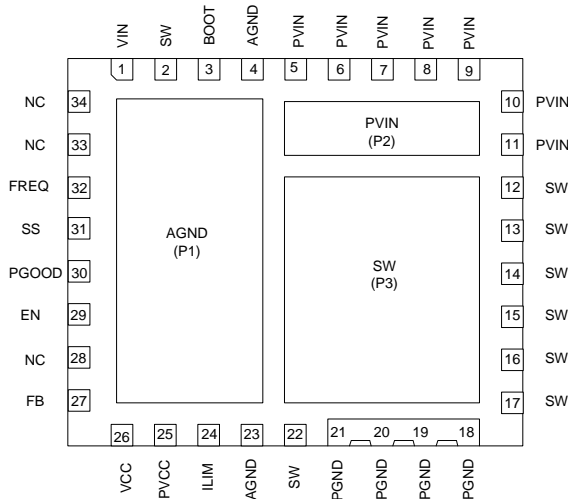 VIN SW BOOT AGND PVIN PVIN PVIN PVIN PVIN
1 2 3 4 5 6 7 8 9
NC 34 10 PVIN
PVIN
(P2)
NC 33 11 PVIN
FREQ 32 12 SW
SS 31 13 SW
AGND
(P1)
PGOOD 30 14 SW
SW
(P3)
EN 29 15 SW
NC 28 16 SW
FB 27 17 SW
26 25 24 23 22 21 20 19 18
VCC PVCC ILIM AGND SW PGND PGND PGND PGND